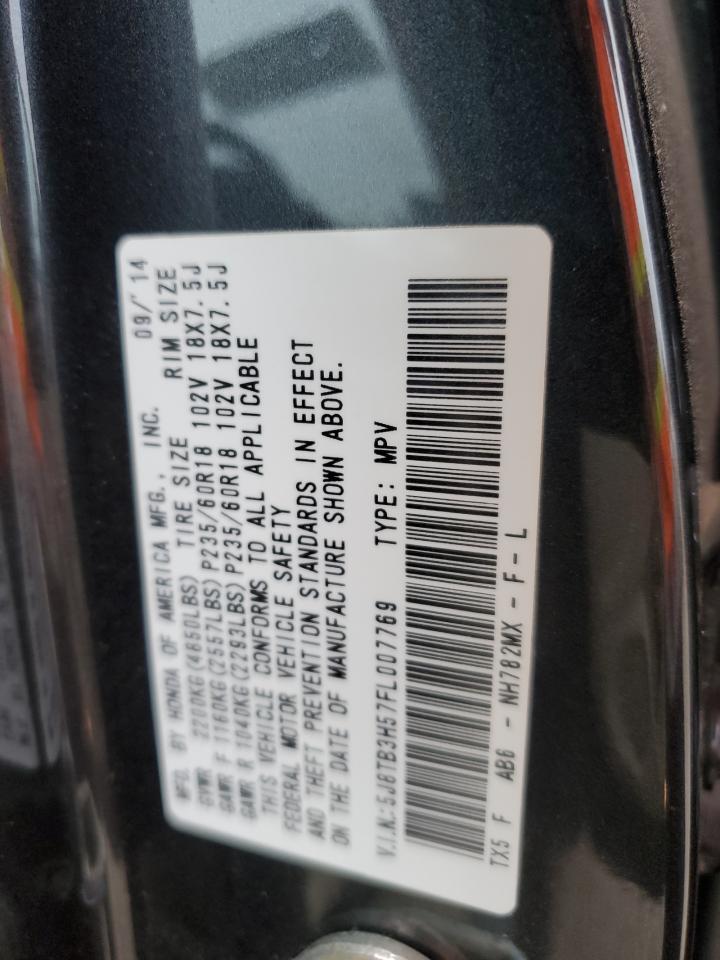 MFD. BY HONDA OF AMERICA MFG., INC. 09/'14
GVWR 2200KG(4850LBS) TIRE SIZE RIM SIZE
GAWR F 1160KG(2557LBS) P235/60R18 102V 18X7.5J
GAWR R 1040KG(2293LBS) P235/60R18 102V 18X7.5J
THIS VEHICLE CONFORMS TO ALL APPLICABLE
FEDERAL MOTOR VEHICLE SAFETY
AND THEFT PREVENTION STANDARDS IN EFFECT
ON THE DATE OF MANUFACTURE SHOWN ABOVE.
V.I.N.:5J8TB3H57FL007769 TYPE: MPV
TX5 F AB6 - NH782MX - F - L